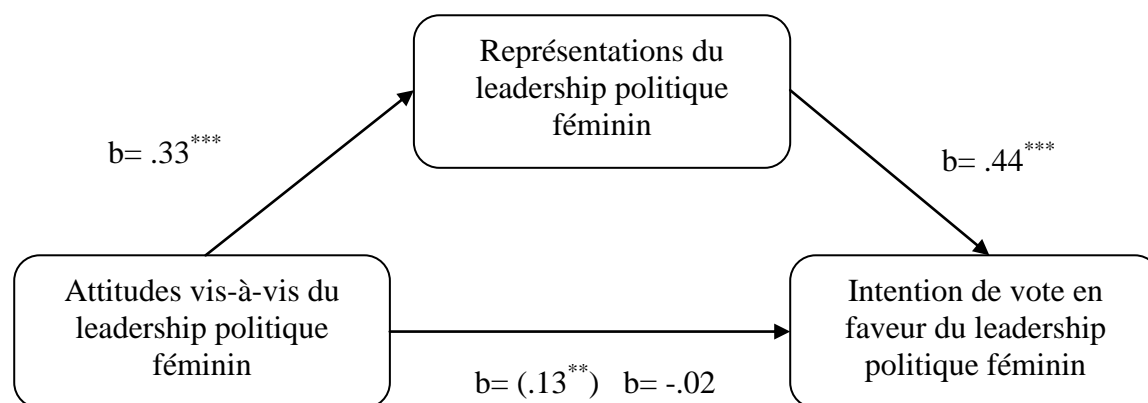 Représentations du
leadership politique
féminin
b= .33***
b= .44***
Attitudes vis-à-vis du
leadership politique
féminin
Intention de vote en
faveur du leadership
politique féminin
b= (.13**) b= -.02